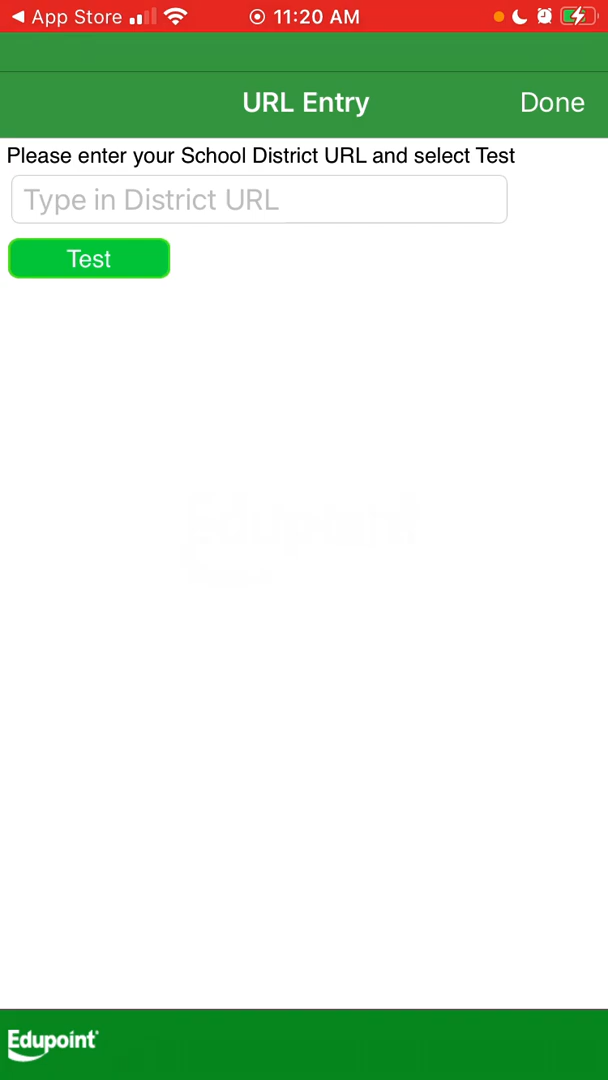 App Store 11:20 AM
URL Entry Done
Please enter your School District URL and select Test
Type in District URL
Test
Edupoint
Edupoint®